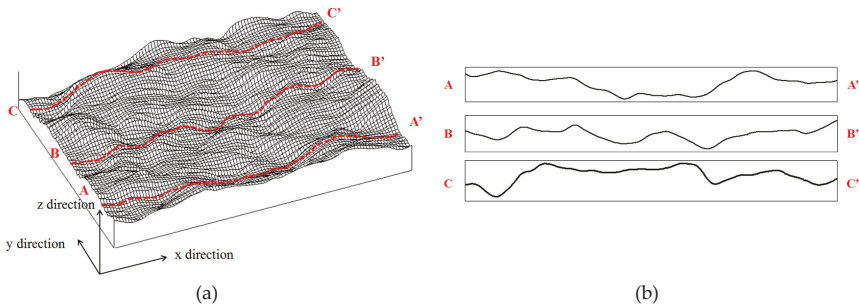 C'
B'
A'
C
B
A
z direction
y direction
x direction
(a)
A A'
B B'
C C'
(b)